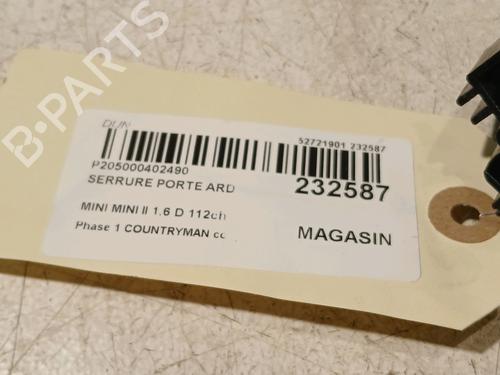 B-PARTS
DUN
52721901 232587
P205000402490
SERRURE PORTE ARD
232587
MINI MINI II 1.6 D 112ch
Phase 1 COUNTRYMAN cc
MAGASIN